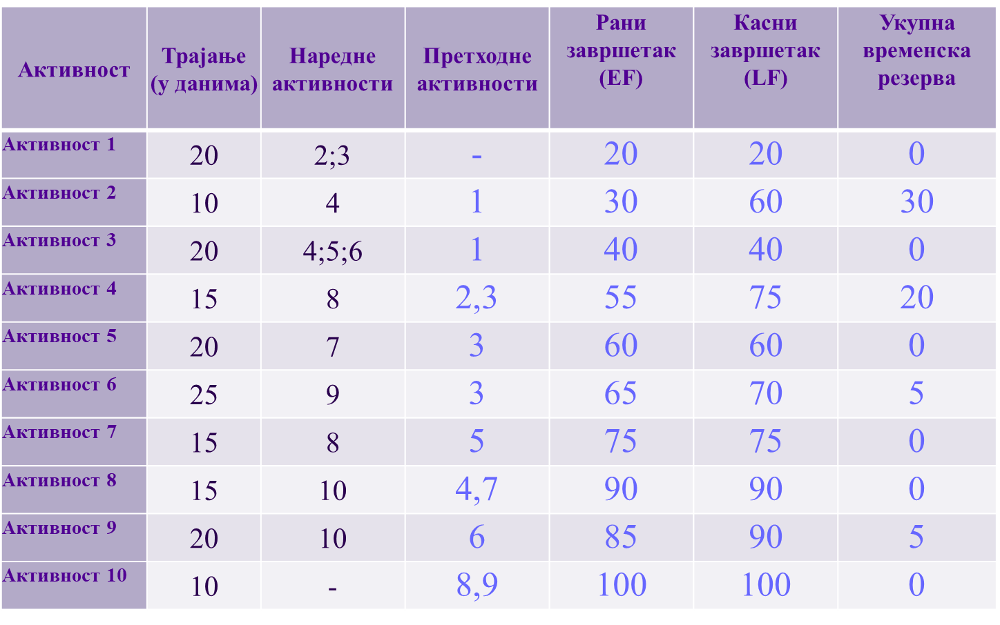 Активност
Трајање
(у данима)
Наредне
активности
Претходне
активности
Рани
завршетак
(EF)
Касни
завршетак
(LF)
Укупна
временска
резерва
Активност 1 20 2;3 - 20 20 0
Активност 2 10 4 1 30 60 30
Активност 3 20 4;5;6 1 40 40 0
Активност 4 15 8 2,3 55 75 20
Активност 5 20 7 3 60 60 0
Активност 6 25 9 3 65 70 5
Активност 7 15 8 5 75 75 0
Активност 8 15 10 4,7 90 90 0
Активност 9 20 10 6 85 90 5
Активност 10 10 - 8,9 100 100 0